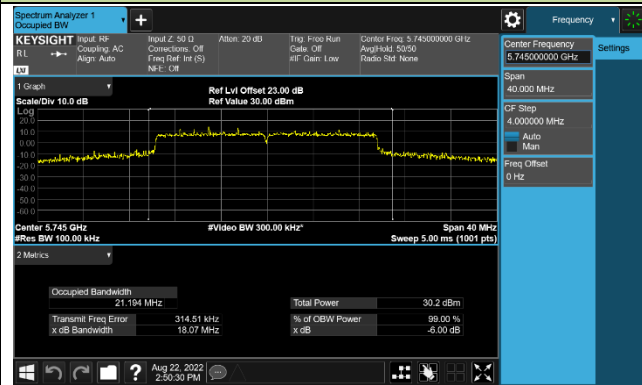 Spectrum Analyzer 1
Occupied BW
+
Frequency
KEYSIGHT
RL
LXI
Input: RF
Coupling: AC
Align: Auto
Input Z: 50 Ω
Corrections: Off
Freq Ref: Int (S)
NFE: Off
Atten: 20 dB
Trig: Free Run
Gate: Off
#IF Gain: Low
Center Freq: 5.745000000 GHz
Avg|Hold: 50/50
Radio Std: None
Center Frequency
5.745000000 GHz
Settings
Span
40.000 MHz
CF Step
4.000000 MHz
Auto
Man
Freq Offset
0 Hz
1 Graph
Scale/Div 10.0 dB
Ref Lvl Offset 23.00 dB
Ref Value 30.00 dBm
Log
20.0
10.0
0.00
-10.0
-20.0
-30.0
-40.0
-50.0
-60.0
Center 5.745 GHz
#Res BW 100.00 kHz
#Video BW 300.00 kHz*
Span 40 MHz
Sweep 5.00 ms (1001 pts)
2 Metrics
Occupied Bandwidth
21.194 MHz
Total Power 30.2 dBm
Transmit Freq Error 314.51 kHz
% of OBW Power 99.00 %
x dB Bandwidth 18.07 MHz
x dB -6.00 dB
?
Aug 22, 2022
2:50:30 PM